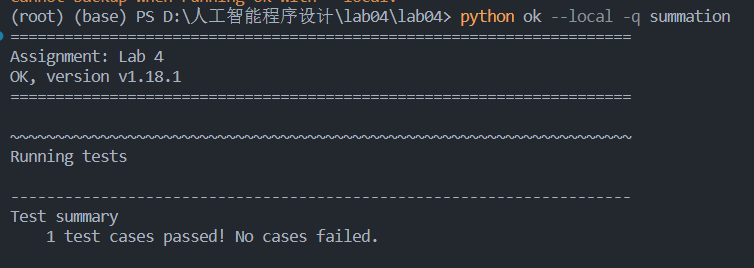 cannot backup when running ok with --local.
(root) (base) PS D:\人工智能程序设计\lab04\lab04> python ok --local -q summation
=====================================================================
Assignment: Lab 4
OK, version v1.18.1
=====================================================================
~~~~~~~~~~~~~~~~~~~~~~~~~~~~~~~~~~~~~~~~~~~~~~~~~~~~~~~~~~~~~~~~~~~~~
Running tests
---------------------------------------------------------------------
Test summary
    1 test cases passed! No cases failed.